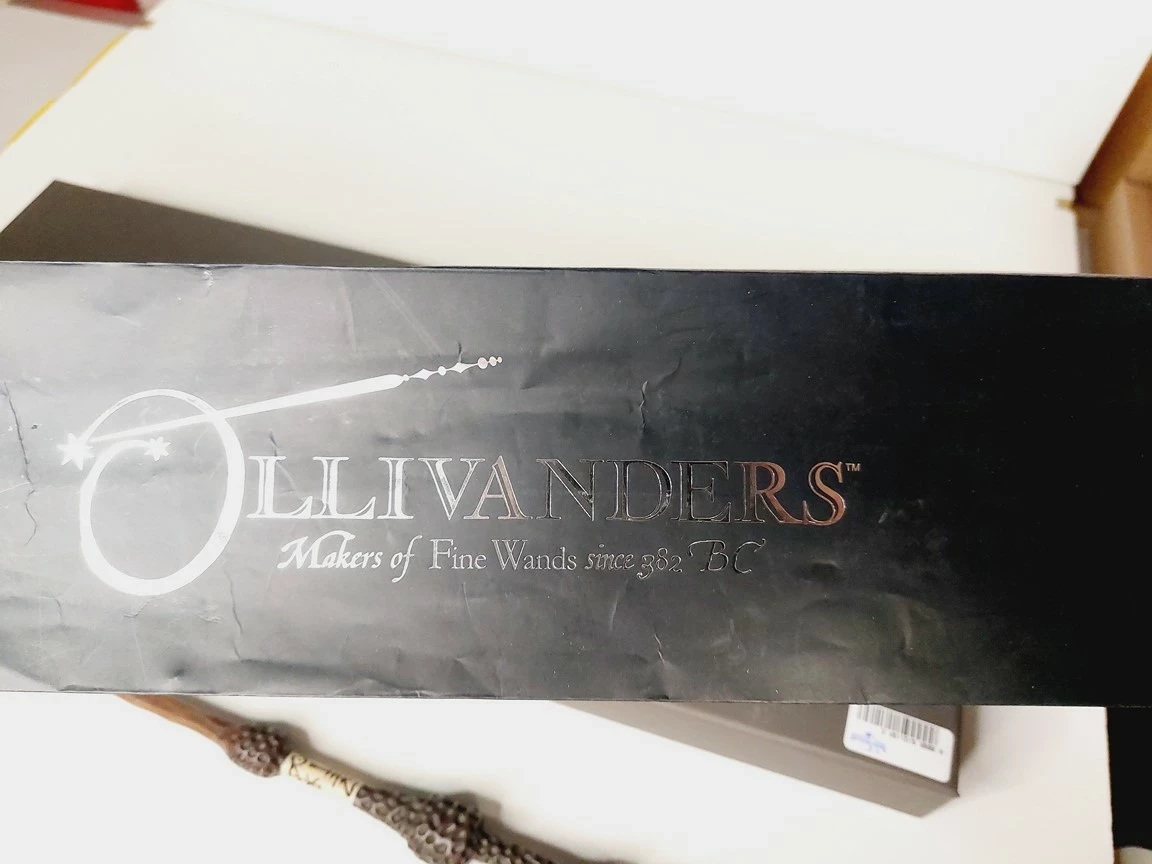 OLLIVANDERS™
Makers of Fine Wands since 382 BC